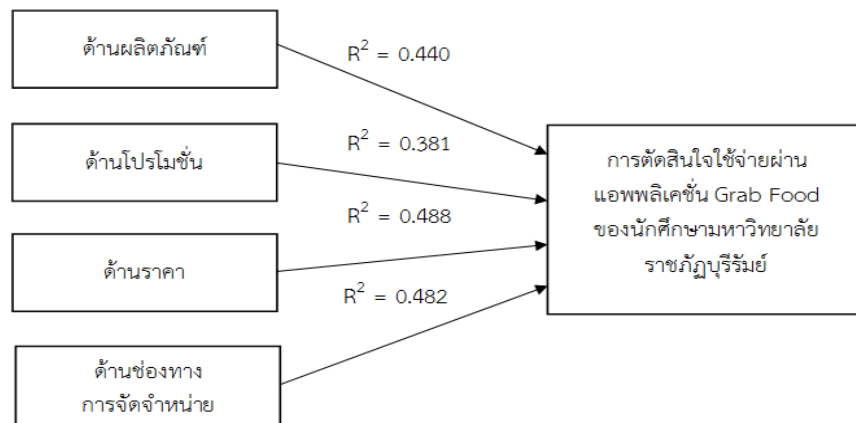 ด้านผลิตภัณฑ์
R² = 0.440
ด้านโปรโมชั่น
R² = 0.381
R² = 0.488
ด้านราคา
R² = 0.482
ด้านช่องทาง
การจัดจำหน่าย
การตัดสินใจใช้จ่ายผ่าน
แอพพลิเคชั่น Grab Food
ของนักศึกษามหาวิทยาลัย
ราชภัฏบุรีรัมย์